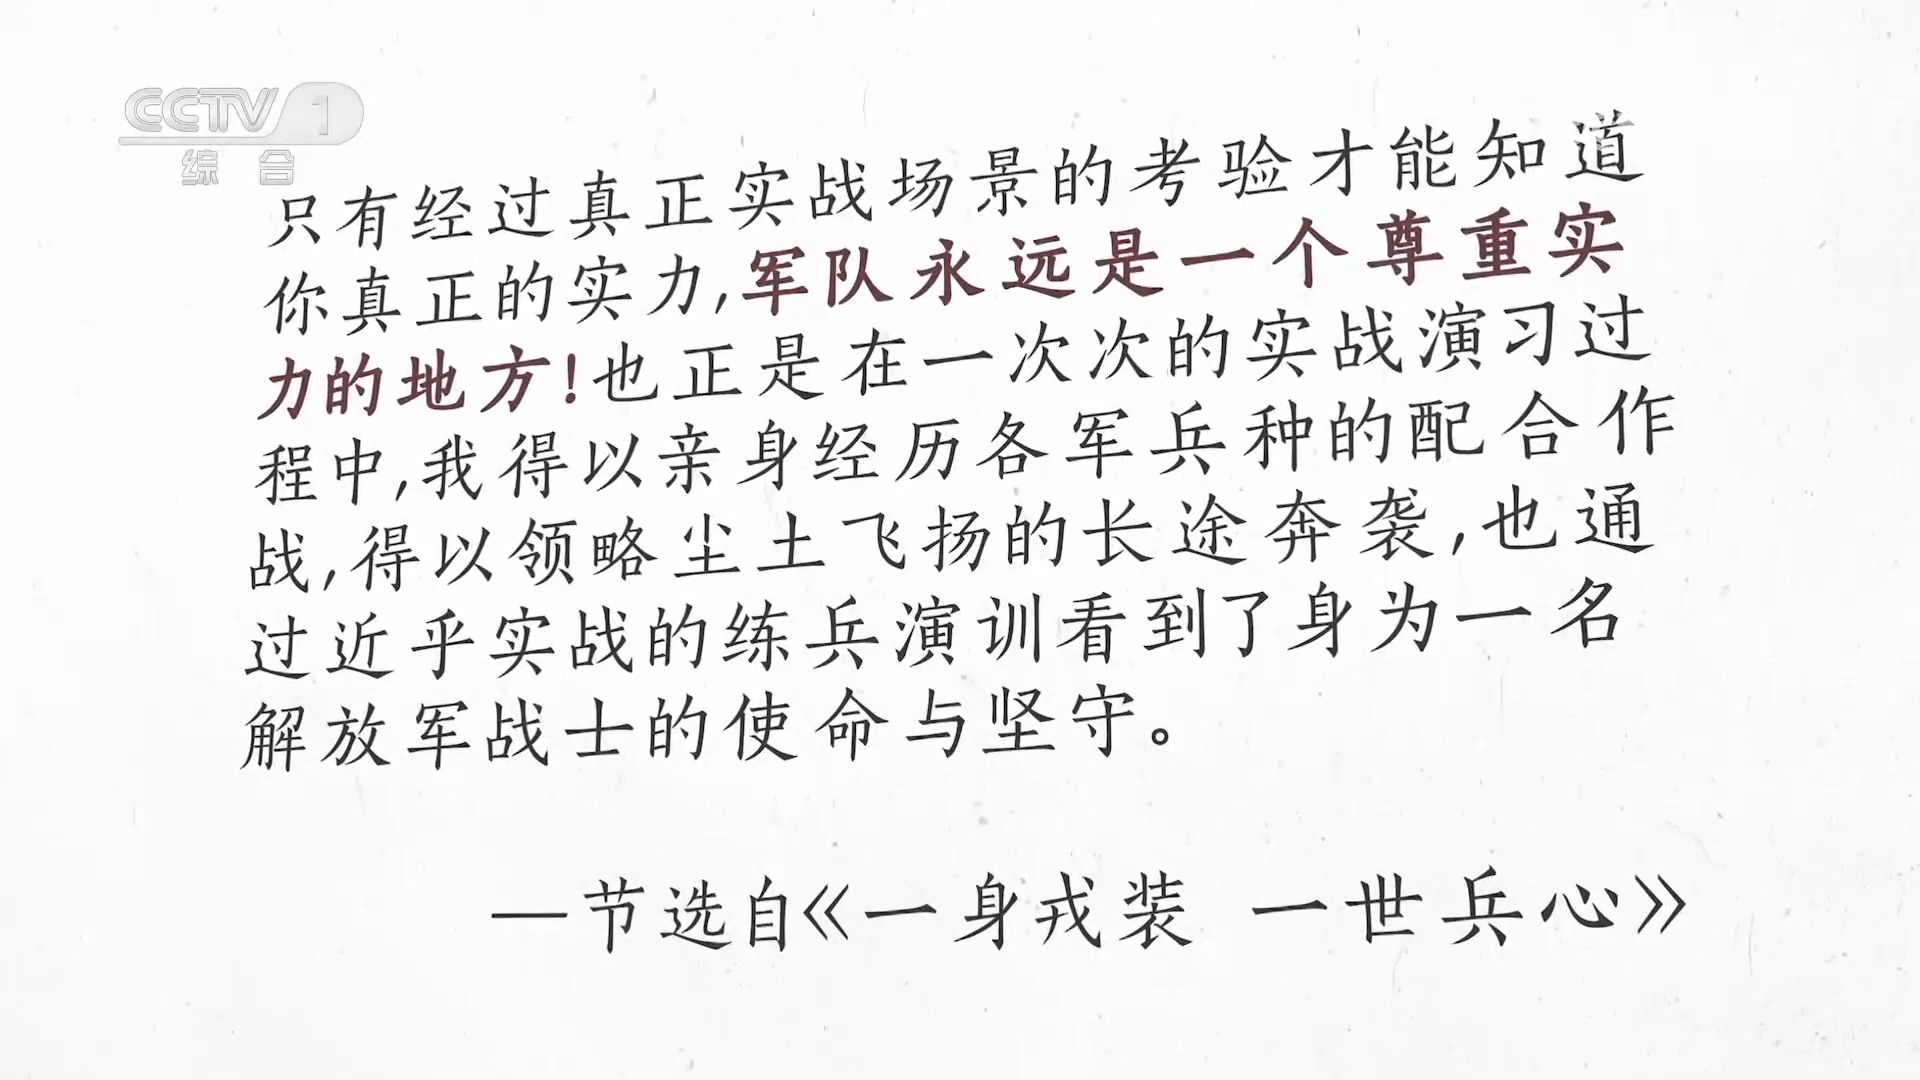 CCTV 1
综合
只有经过真正实战场景的考验才能知道
你真正的实力,军队永远是一个尊重实
力的地方!也正是在一次次的实战演习过
程中,我得以亲身经历各军兵种的配合作
战,得以领略尘土飞扬的长途奔袭,也通
过近乎实战的练兵演训看到了身为一名
解放军战士的使命与坚守。
—节选自《一身戎装 一世兵心》